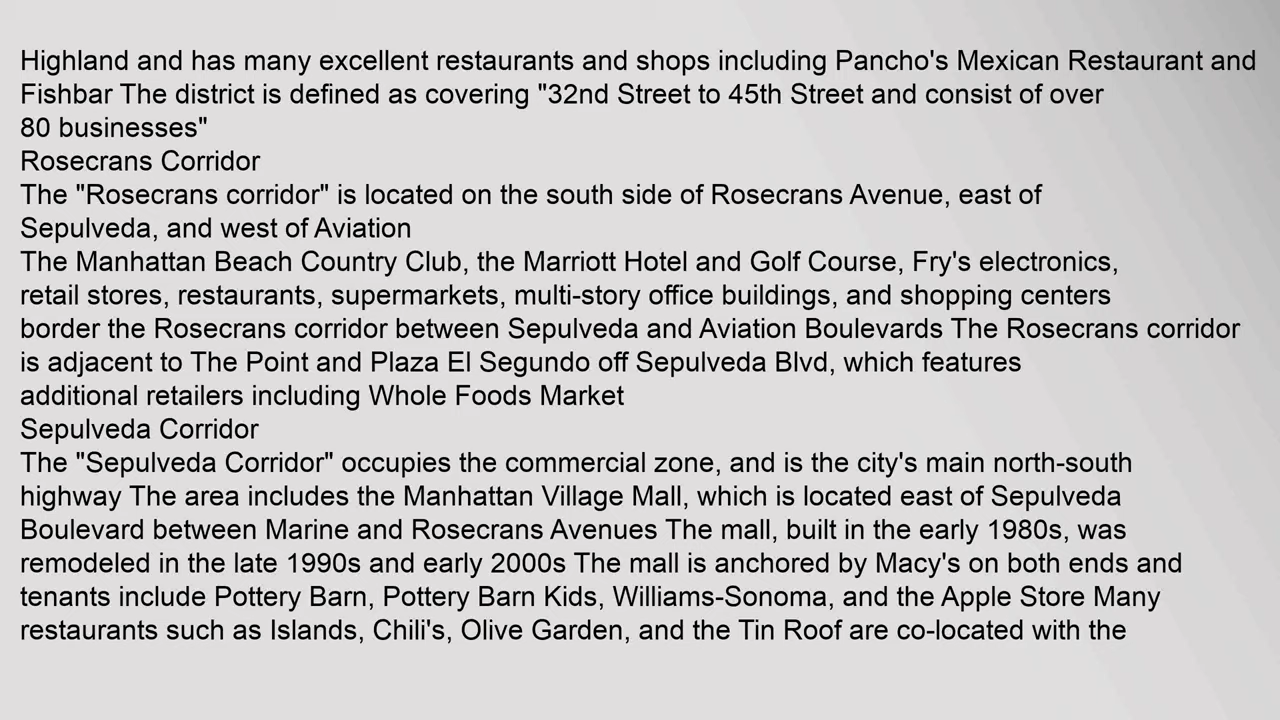 Highland and has many excellent restaurants and shops including Pancho's Mexican Restaurant and
Fishbar The district is defined as covering "32nd Street to 45th Street and consist of over
80 businesses"
Rosecrans Corridor
The "Rosecrans corridor" is located on the south side of Rosecrans Avenue, east of
Sepulveda, and west of Aviation
The Manhattan Beach Country Club, the Marriott Hotel and Golf Course, Fry's electronics,
retail stores, restaurants, supermarkets, multi-story office buildings, and shopping centers
border the Rosecrans corridor between Sepulveda and Aviation Boulevards The Rosecrans corridor
is adjacent to The Point and Plaza El Segundo off Sepulveda Blvd, which features
additional retailers including Whole Foods Market
Sepulveda Corridor
The "Sepulveda Corridor" occupies the commercial zone, and is the city's main north-south
highway The area includes the Manhattan Village Mall, which is located east of Sepulveda
Boulevard between Marine and Rosecrans Avenues The mall, built in the early 1980s, was
remodeled in the late 1990s and early 2000s The mall is anchored by Macy's on both ends and
tenants include Pottery Barn, Pottery Barn Kids, Williams-Sonoma, and the Apple Store Many
restaurants such as Islands, Chili's, Olive Garden, and the Tin Roof are co-located with the